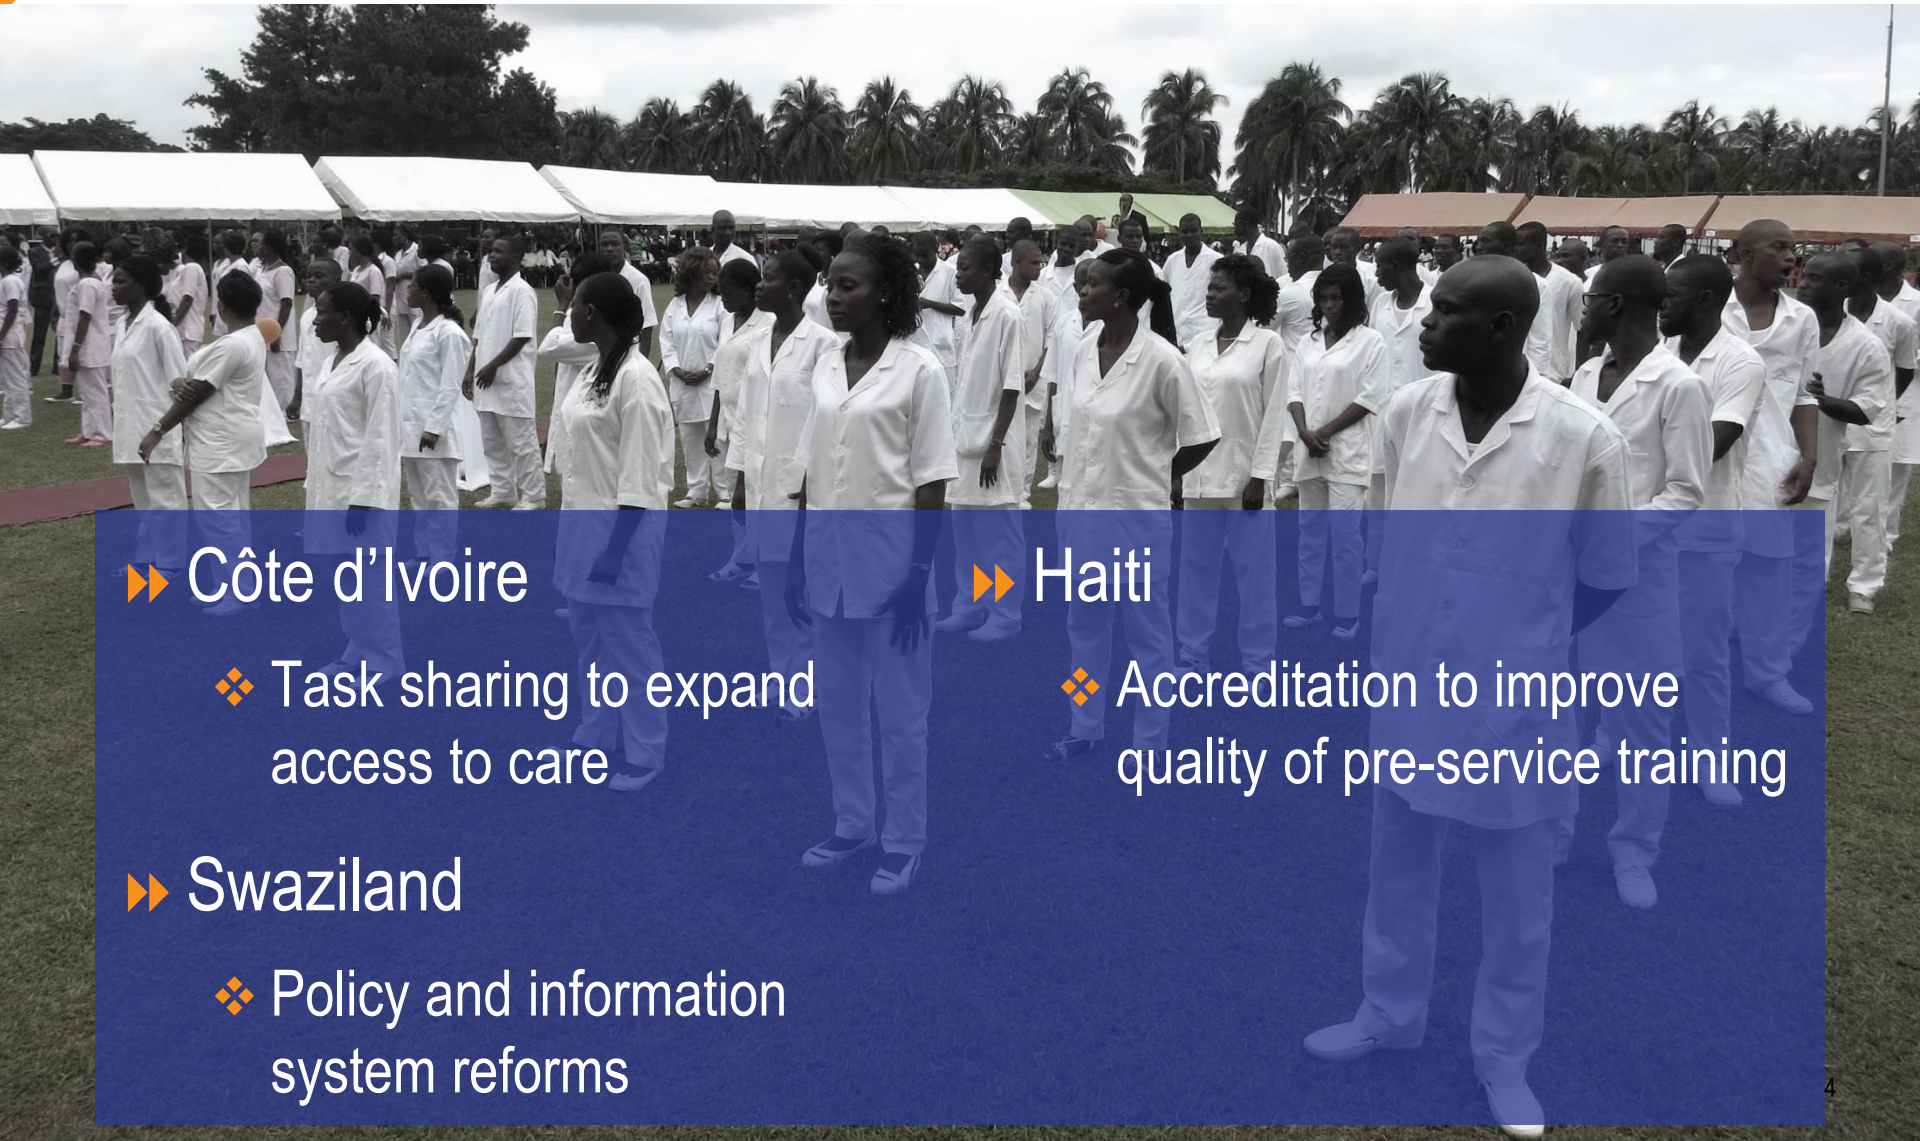 Côte d’Ivoire
Task sharing to expand
access to care
Swaziland
Policy and information
system reforms
Haiti
Accreditation to improve
quality of pre-service training
4